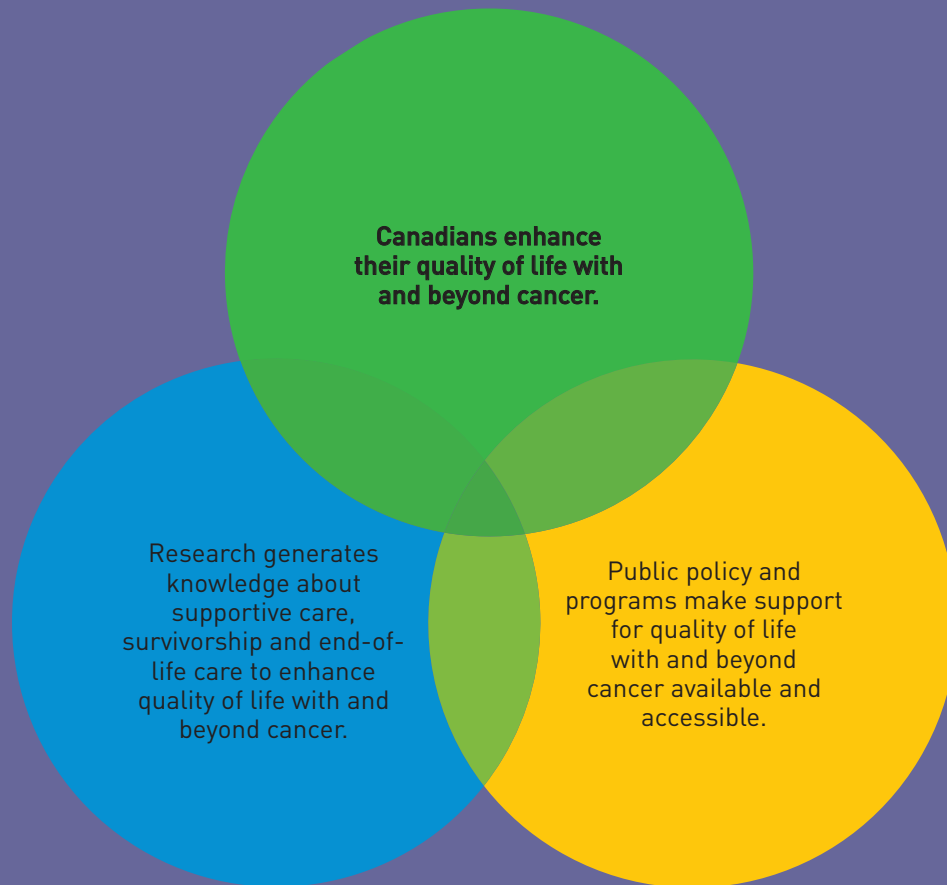 Canadians enhance
their quality of life with
and beyond cancer.
Research generates
knowledge about
supportive care,
survivorship and end-of-
life care to enhance
quality of life with and
beyond cancer.
Public policy and
programs make support
for quality of life
with and beyond
cancer available and
accessible.